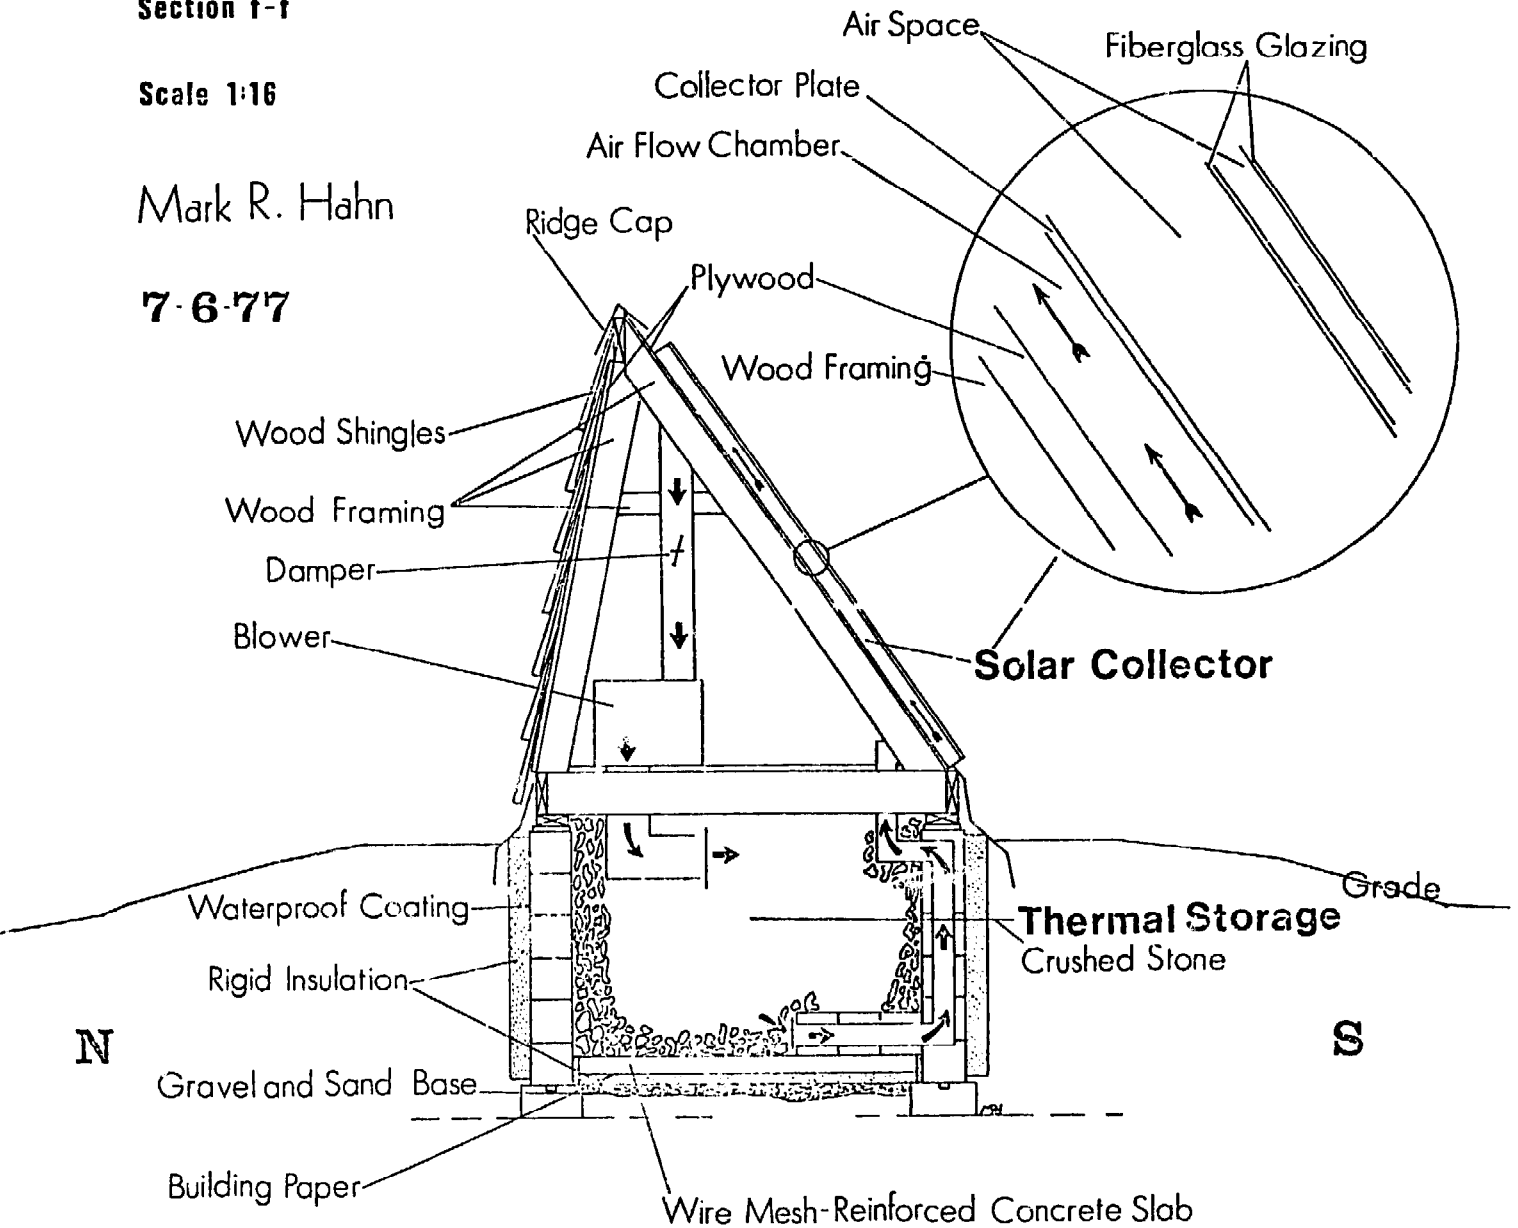 Section f-f
Scale 1:16
Mark R. Hahn
7-6-77
Air Space
Fiberglass Glazing
Collector Plate
Air Flow Chamber
Ridge Cap
Plywood
Wood Framing
Wood Shingles
Wood Framing
Damper
Blower
Solar Collector
Grade
Waterproof Coating
Thermal Storage
Crushed Stone
Rigid Insulation
N
S
Gravel and Sand Base
Building Paper
Wire Mesh-Reinforced Concrete Slab